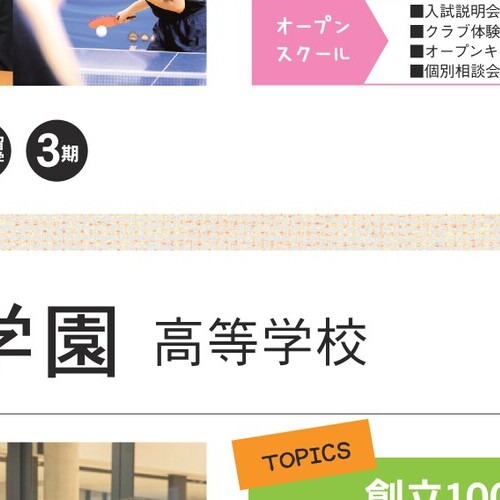 オープン
スクール
■入試説明会
■クラブ体験
■オープンキ
■個別相談会
3期
学園 高等学校
TOPICS
創立100